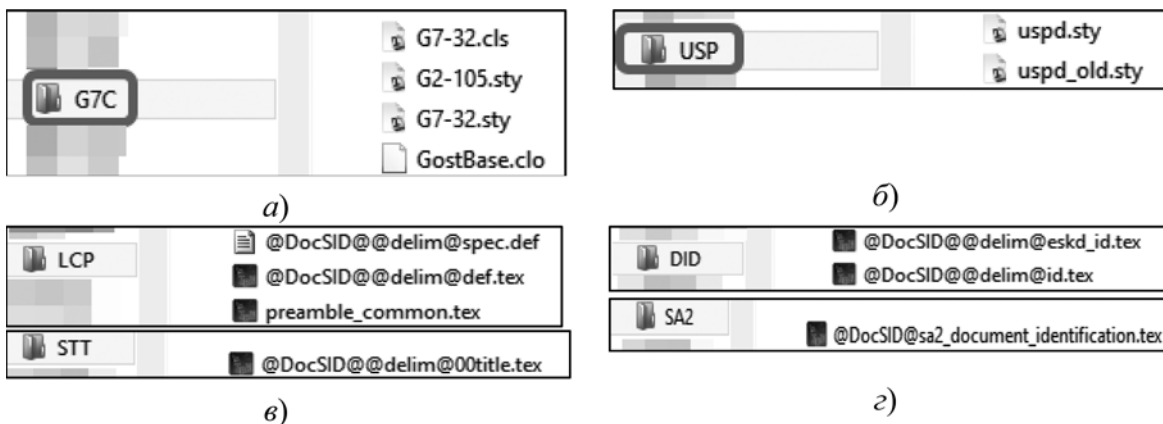 G7C
G7-32.cls
G2-105.sty
G7-32.sty
GostBase.clo
а)
USP
uspd.sty
uspd_old.sty
б)
LCP
@DocSID@@delim@spec.def
@DocSID@@delim@def.tex
preamble_common.tex
STT
@DocSID@@delim@00title.tex
в)
DID
@DocSID@@delim@eskd_id.tex
@DocSID@@delim@id.tex
SA2
@DocSID@sa2_document_identification.tex
г)